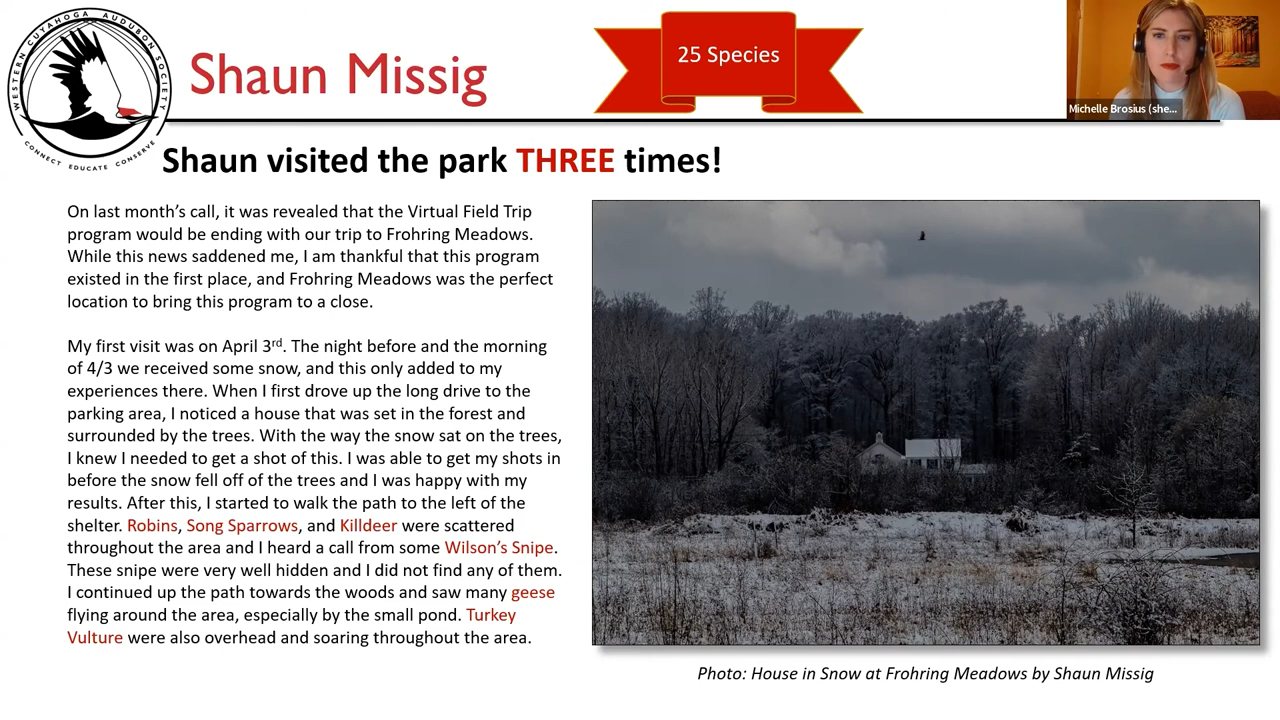 WESTERN CUYAHOGA AUDUBON SOCIETY
CONNECT EDUCATE CONSERVE
Shaun Missig
25 Species
Michelle Brosius (she...
Shaun visited the park THREE times!
On last month’s call, it was revealed that the Virtual Field Trip
program would be ending with our trip to Frohring Meadows.
While this news saddened me, I am thankful that this program
existed in the first place, and Frohring Meadows was the perfect
location to bring this program to a close.
My first visit was on April 3rd. The night before and the morning
of 4/3 we received some snow, and this only added to my
experiences there. When I first drove up the long drive to the
parking area, I noticed a house that was set in the forest and
surrounded by the trees. With the way the snow sat on the trees,
I knew I needed to get a shot of this. I was able to get my shots in
before the snow fell off of the trees and I was happy with my
results. After this, I started to walk the path to the left of the
shelter. Robins, Song Sparrows, and Killdeer were scattered
throughout the area and I heard a call from some Wilson’s Snipe.
These snipe were very well hidden and I did not find any of them.
I continued up the path towards the woods and saw many geese
flying around the area, especially by the small pond. Turkey
Vulture were also overhead and soaring throughout the area.
Photo: House in Snow at Frohring Meadows by Shaun Missig